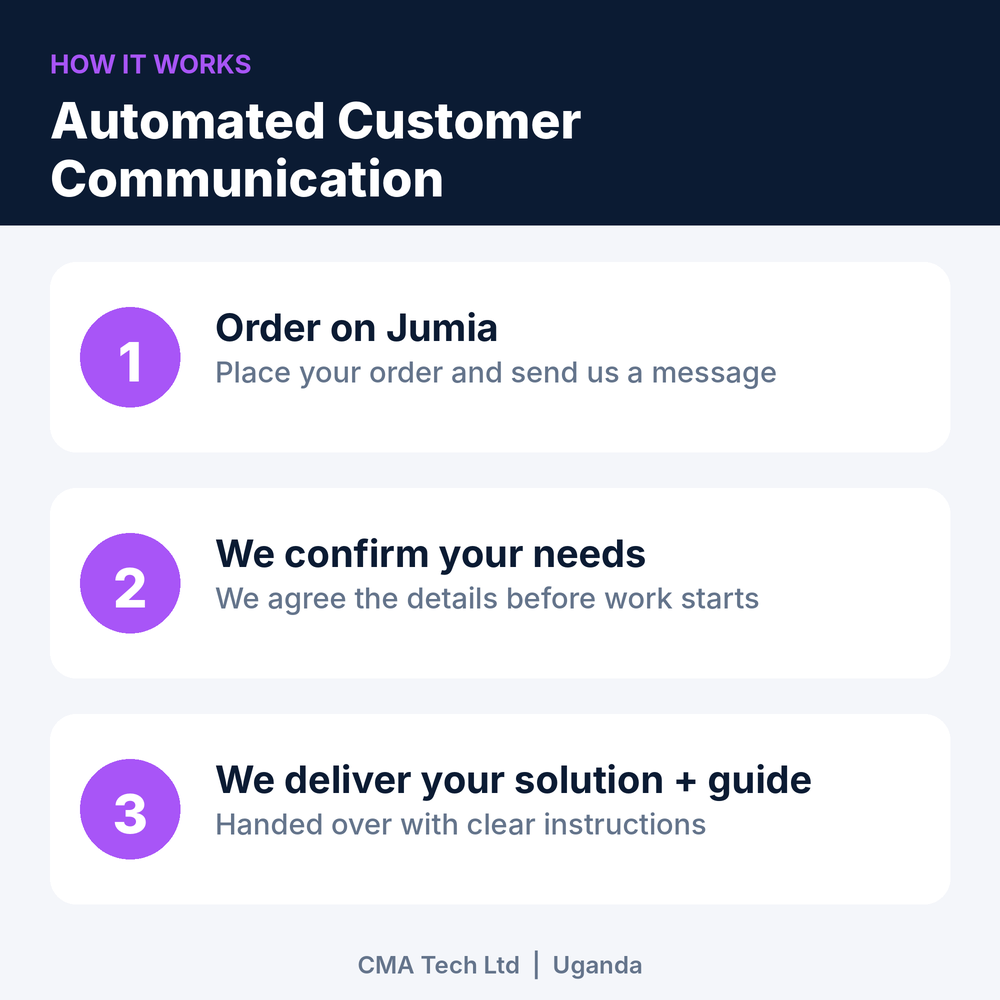 HOW IT WORKS
Automated Customer
Communication
1
Order on Jumia
Place your order and send us a message
2
We confirm your needs
We agree the details before work starts
3
We deliver your solution + guide
Handed over with clear instructions
CMA Tech Ltd | Uganda